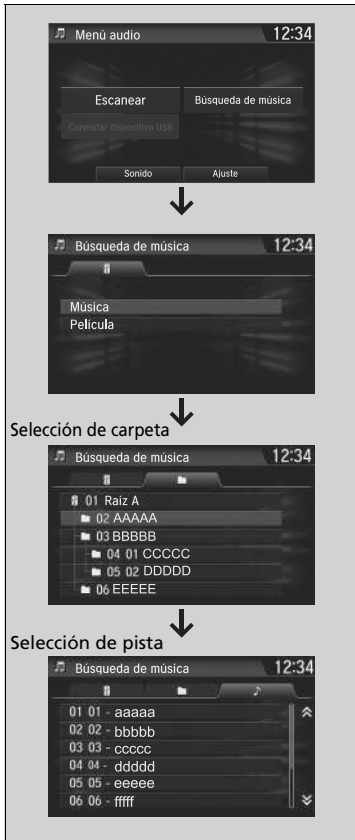 Menú audio 12:34
Escanear Búsqueda de música
Conmutar dispositivo USB
Sonido Ajuste
Búsqueda de música 12:34
Música
Película
Selección de carpeta
Búsqueda de música 12:34
01 Raíz A
02 AAAAA
03 BBBBB
04 01 CCCCC
05 02 DDDDD
06 EEEEE
Selección de pista
Búsqueda de música 12:34
01 01 - aaaaa
02 02 - bbbbb
03 03 - ccccc
04 04 - ddddd
05 05 - eeeee
06 06 - fffff